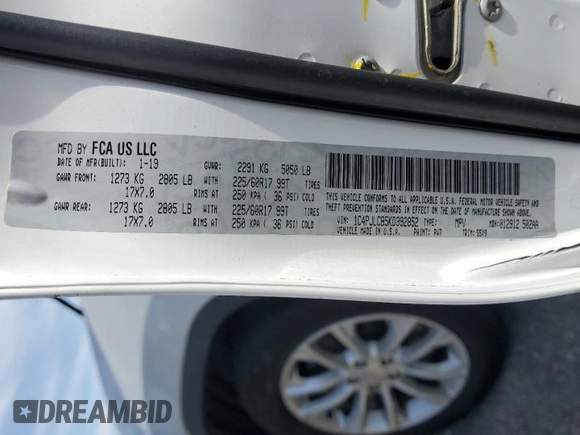 MFD BY FCA US LLC
DATE OF MFR(BUILT): 1-19 GVWR: 2291 KG 5050 LB
GAWR FRONT: 1273 KG 2805 LB WITH 225/60R17 99T TIRES
17X7.0 RIMS AT 250 KPA ( 36 PSI) COLD
GAWR REAR: 1273 KG 2805 LB WITH 225/60R17 99T TIRES
17X7.0 RIMS AT 250 KPA ( 36 PSI) COLD
THIS VEHICLE CONFORMS TO ALL APPLICABLE U.S.A. FEDERAL MOTOR VEHICLE SAFETY AND
THEFT PREVENTION STANDARDS IN EFFECT ON THE DATE OF MANUFACTURE SHOWN ABOVE.
VIN: TYPE: MPV MDH:
VEHICLE MADE IN U.S.A. PAINT: PW7 TRIM:
DREAMBID